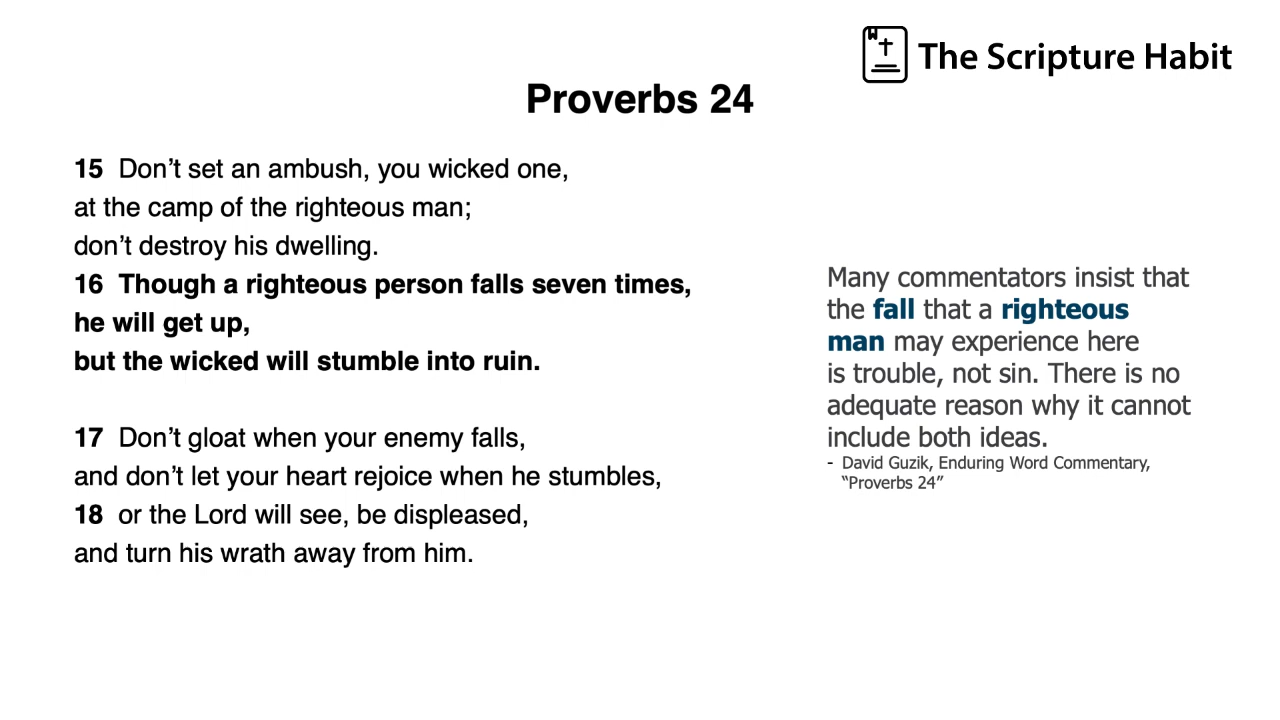 The Scripture Habit
Proverbs 24
15 Don’t set an ambush, you wicked one,
at the camp of the righteous man;
don’t destroy his dwelling.
16 Though a righteous person falls seven times,
he will get up,
but the wicked will stumble into ruin.
17 Don’t gloat when your enemy falls,
and don’t let your heart rejoice when he stumbles,
18 or the Lord will see, be displeased,
and turn his wrath away from him.
Many commentators insist that
the fall that a righteous
man may experience here
is trouble, not sin. There is no
adequate reason why it cannot
include both ideas.
- David Guzik, Enduring Word Commentary,
“Proverbs 24”